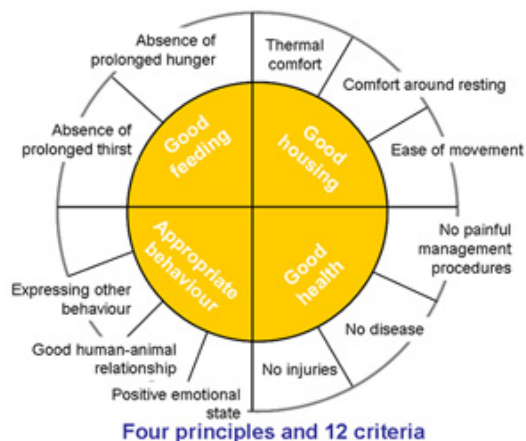 Absence of
prolonged hunger
Thermal
comfort
Comfort around resting
Absence of
prolonged thirst
Good
feeding
Good
housing
Ease of movement
Appropriate
behaviour
Good
health
No painful
management
procedures
Expressing other
behaviour
No disease
Good human-animal
relationship
No injuries
Positive emotional
state
Four principles and 12 criteria